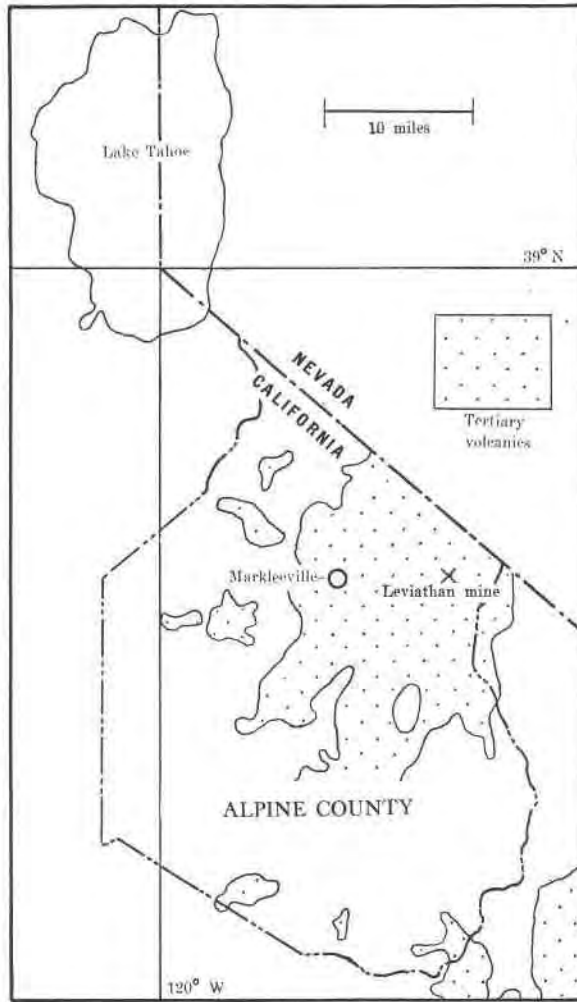 Lake Tahoe
10 miles
39° N
NEVADA
CALIFORNIA
Tertiary
volcanics
Markleeville
Leviathan mine
ALPINE COUNTY
120° W